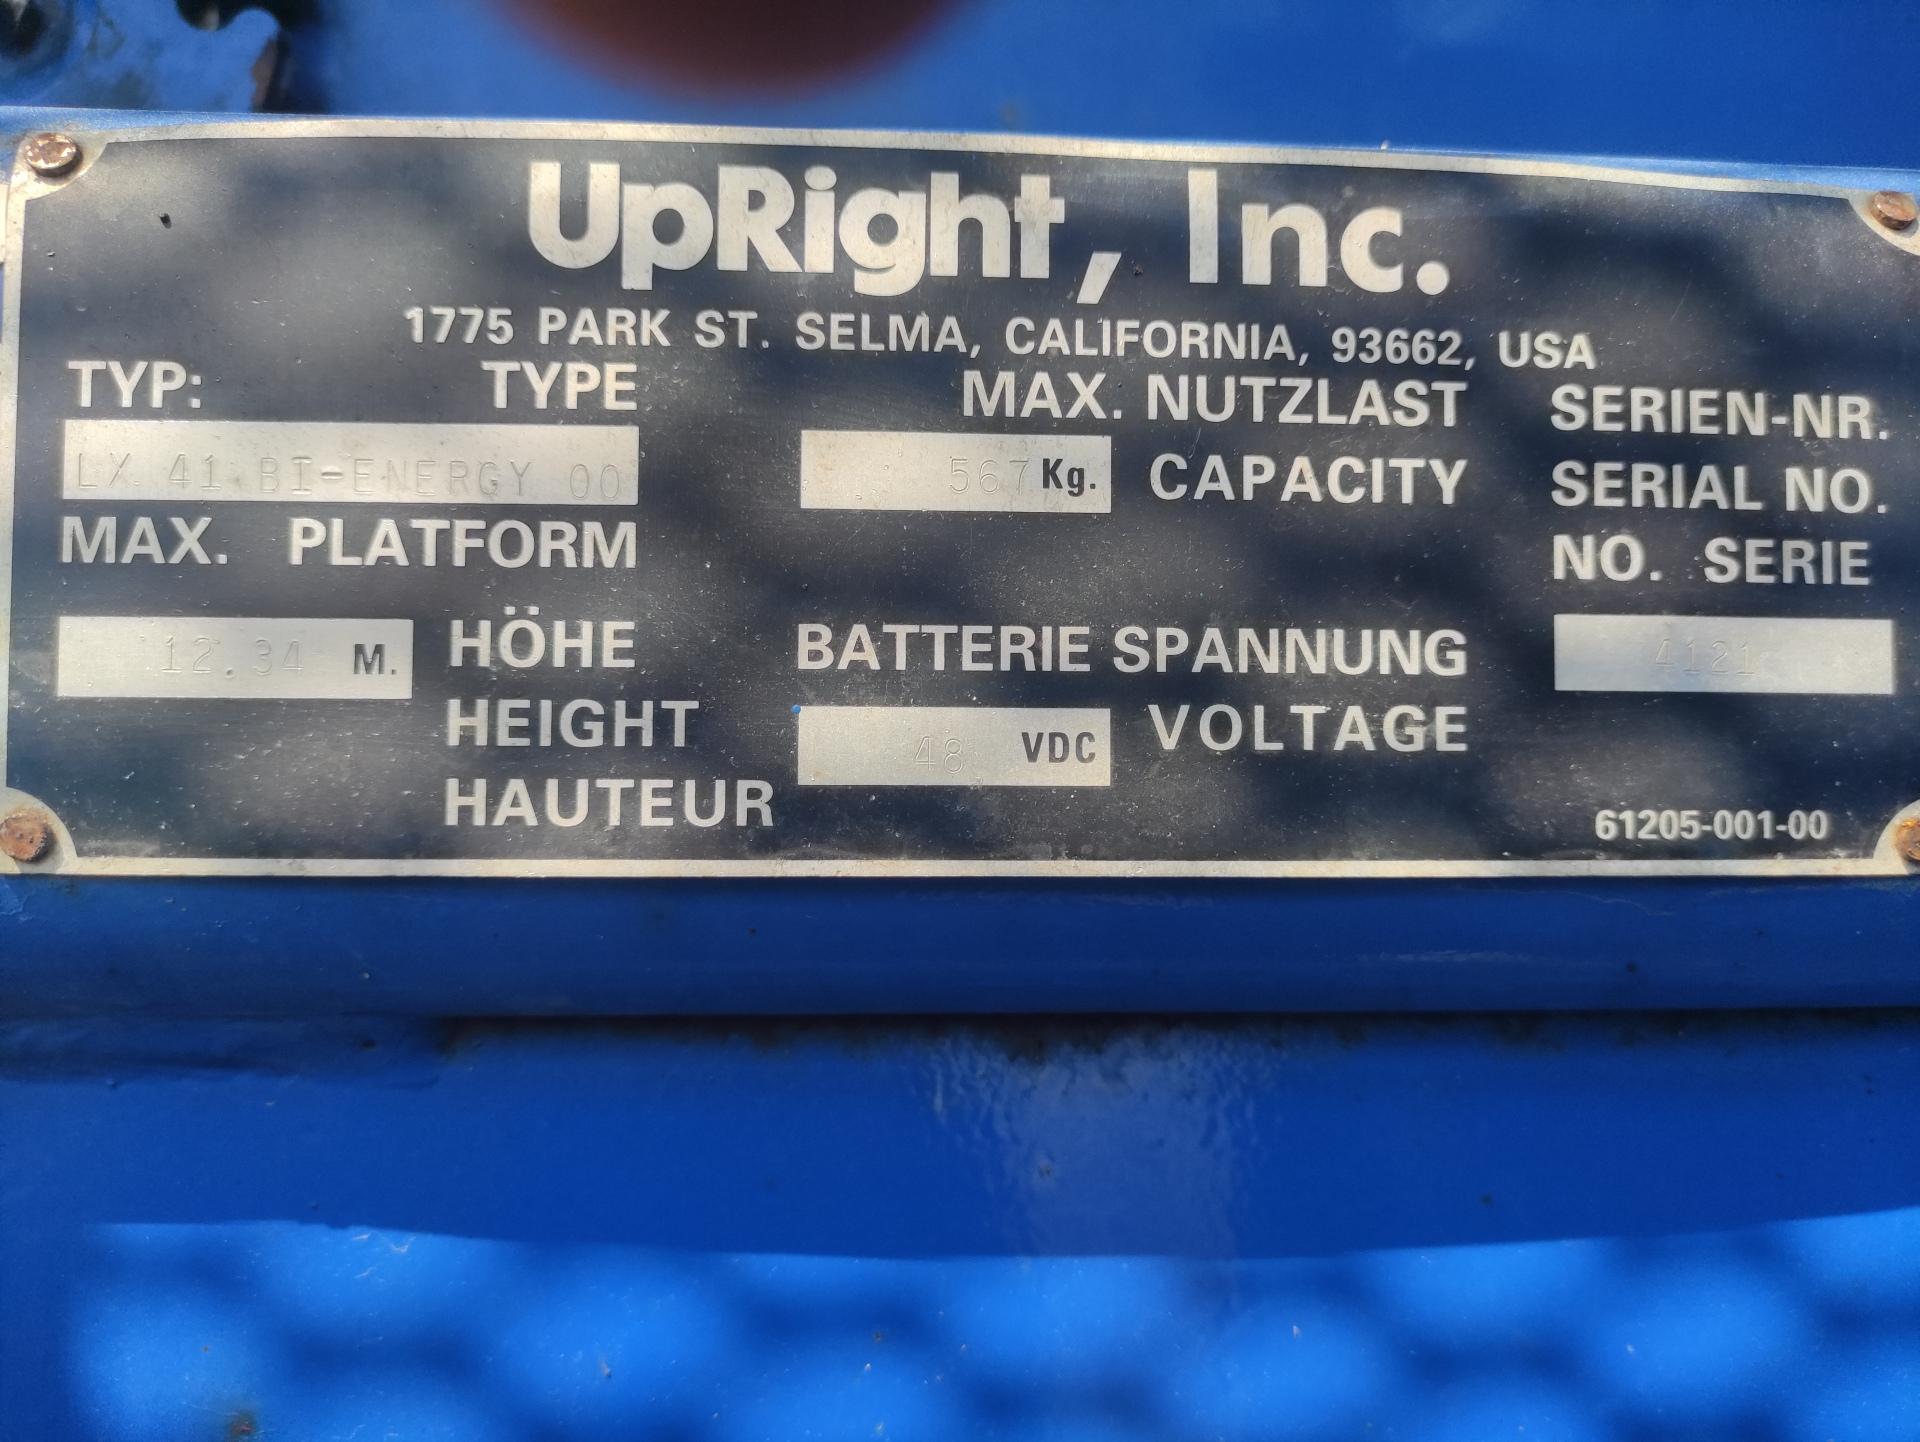 UpRight, Inc.
1775 PARK ST. SELMA, CALIFORNIA, 93662, USA
TYP: TYPE
LX 41 BI-ENERGY 00
MAX. PLATFORM
12.34 M.
HÖHE
HEIGHT
HAUTEUR
MAX. NUTZLAST
567 Kg. CAPACITY
BATTERIE SPANNUNG
48 VDC VOLTAGE
SERIEN-NR.
SERIAL NO.
NO. SERIE
4121
61205-001-00